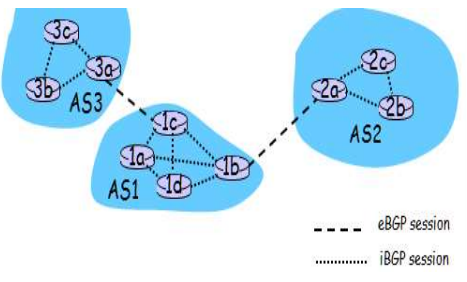 3c
3a
3b
AS3
2c
2a
2b
AS2
1c
1a
1b
1d
AS1
eBGP session
iBGP session